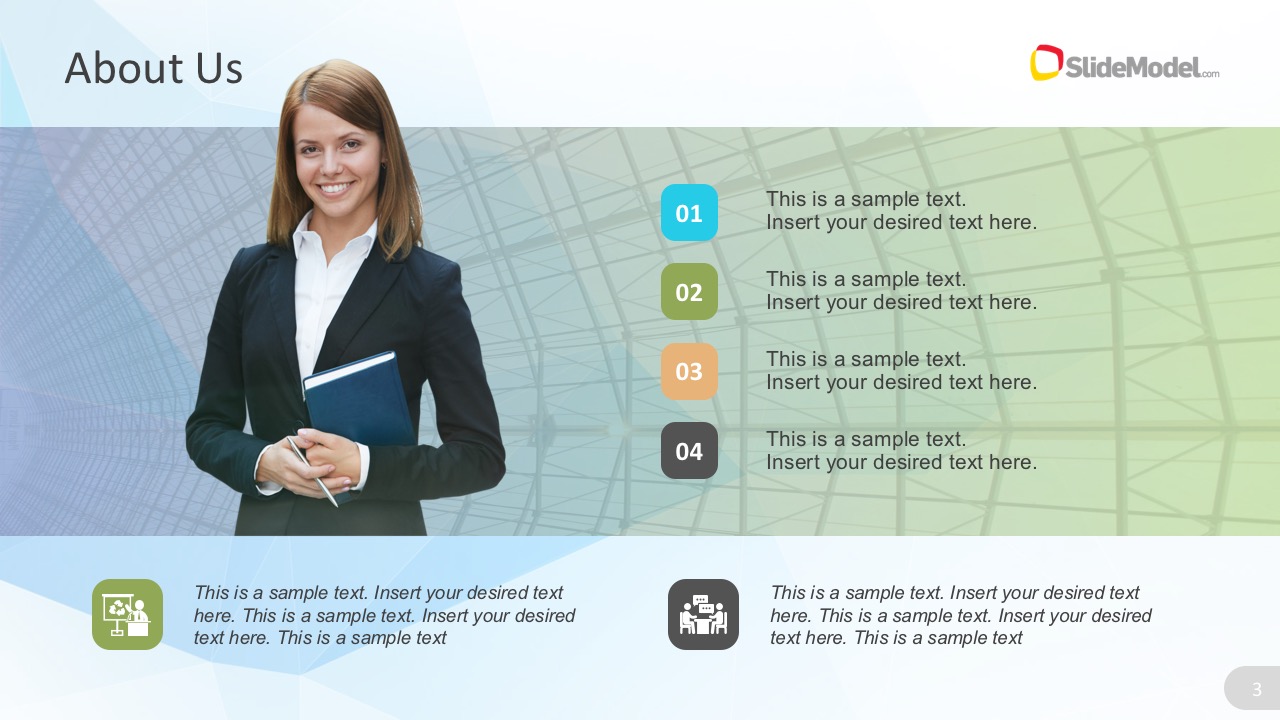 About Us
SlideModel.com
01
This is a sample text.
Insert your desired text here.
02
This is a sample text.
Insert your desired text here.
03
This is a sample text.
Insert your desired text here.
04
This is a sample text.
Insert your desired text here.
This is a sample text. Insert your desired text
here. This is a sample text. Insert your desired
text here. This is a sample text
This is a sample text. Insert your desired text
here. This is a sample text. Insert your desired
text here. This is a sample text
3